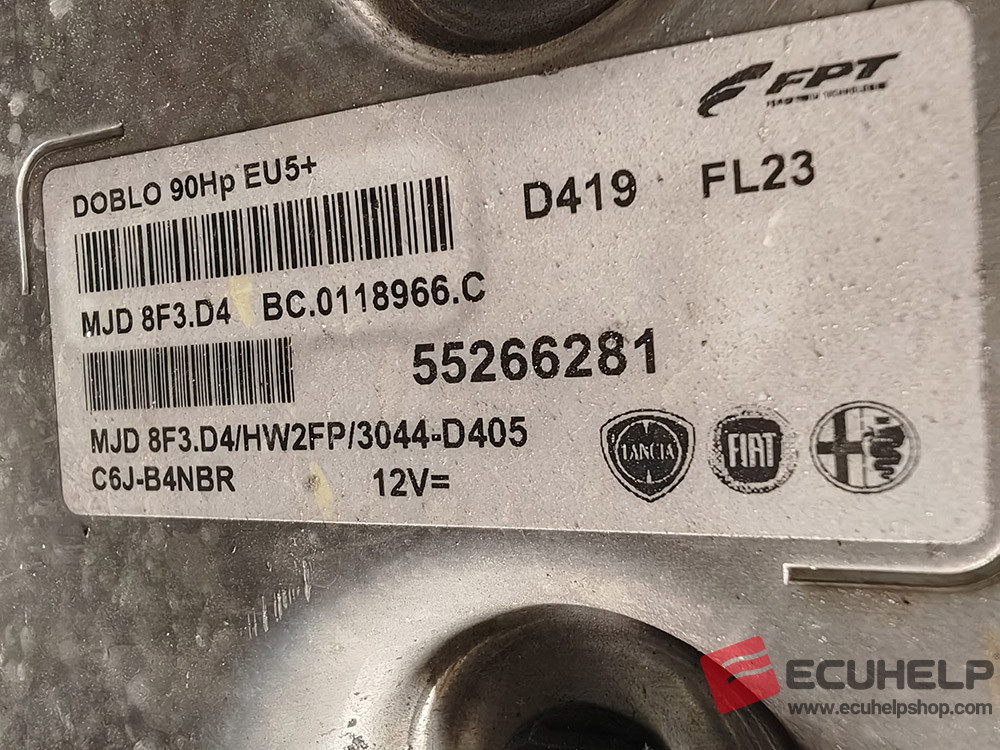 FPT
DOBLO 90Hp EU5+
D419 FL23
MJD 8F3.D4 BC.0118966.C
55266281
MJD 8F3.D4/HW2FP/3044-D405
C6J-B4NBR 12V=
LANCIA
FIAT
ECUHELP
www.ecuhelpshop.com